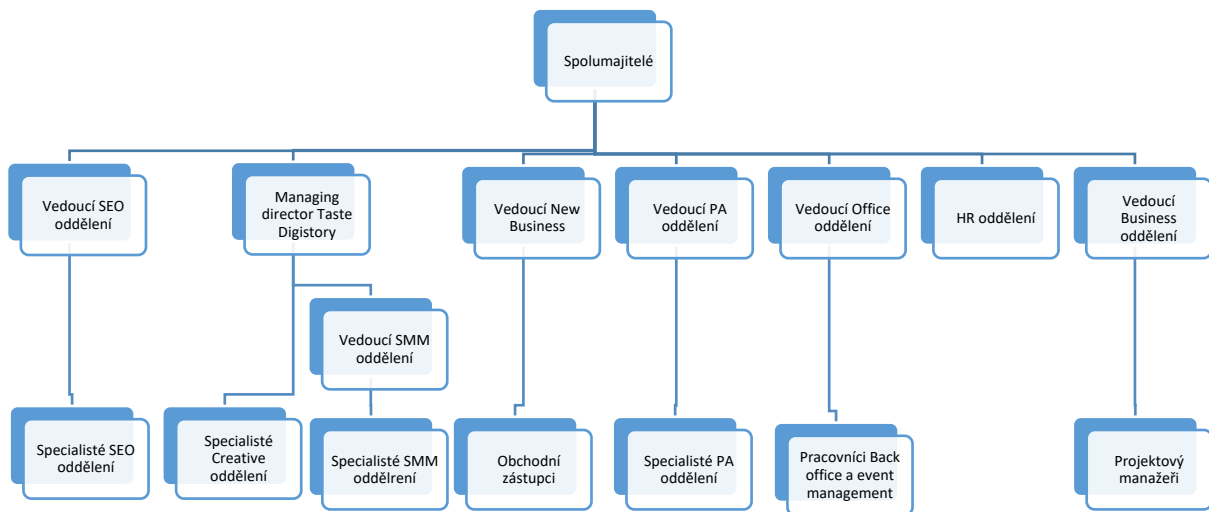 Spolumajitelé
Vedoucí SEO
oddělení
Managing
director Taste
Digistory
Vedoucí New
Business
Vedoucí PA
oddělení
Vedoucí Office
oddělení
HR oddělení
Vedoucí
Business
oddělení
Vedoucí SMM
oddělení
Specialisté SEO
oddělení
Specialisté
Creative
oddělení
Specialisté SMM
oddělrení
Obchodní
zástupci
Specialisté PA
oddělení
Pracovníci Back
office a event
management
Projektový
manažeři